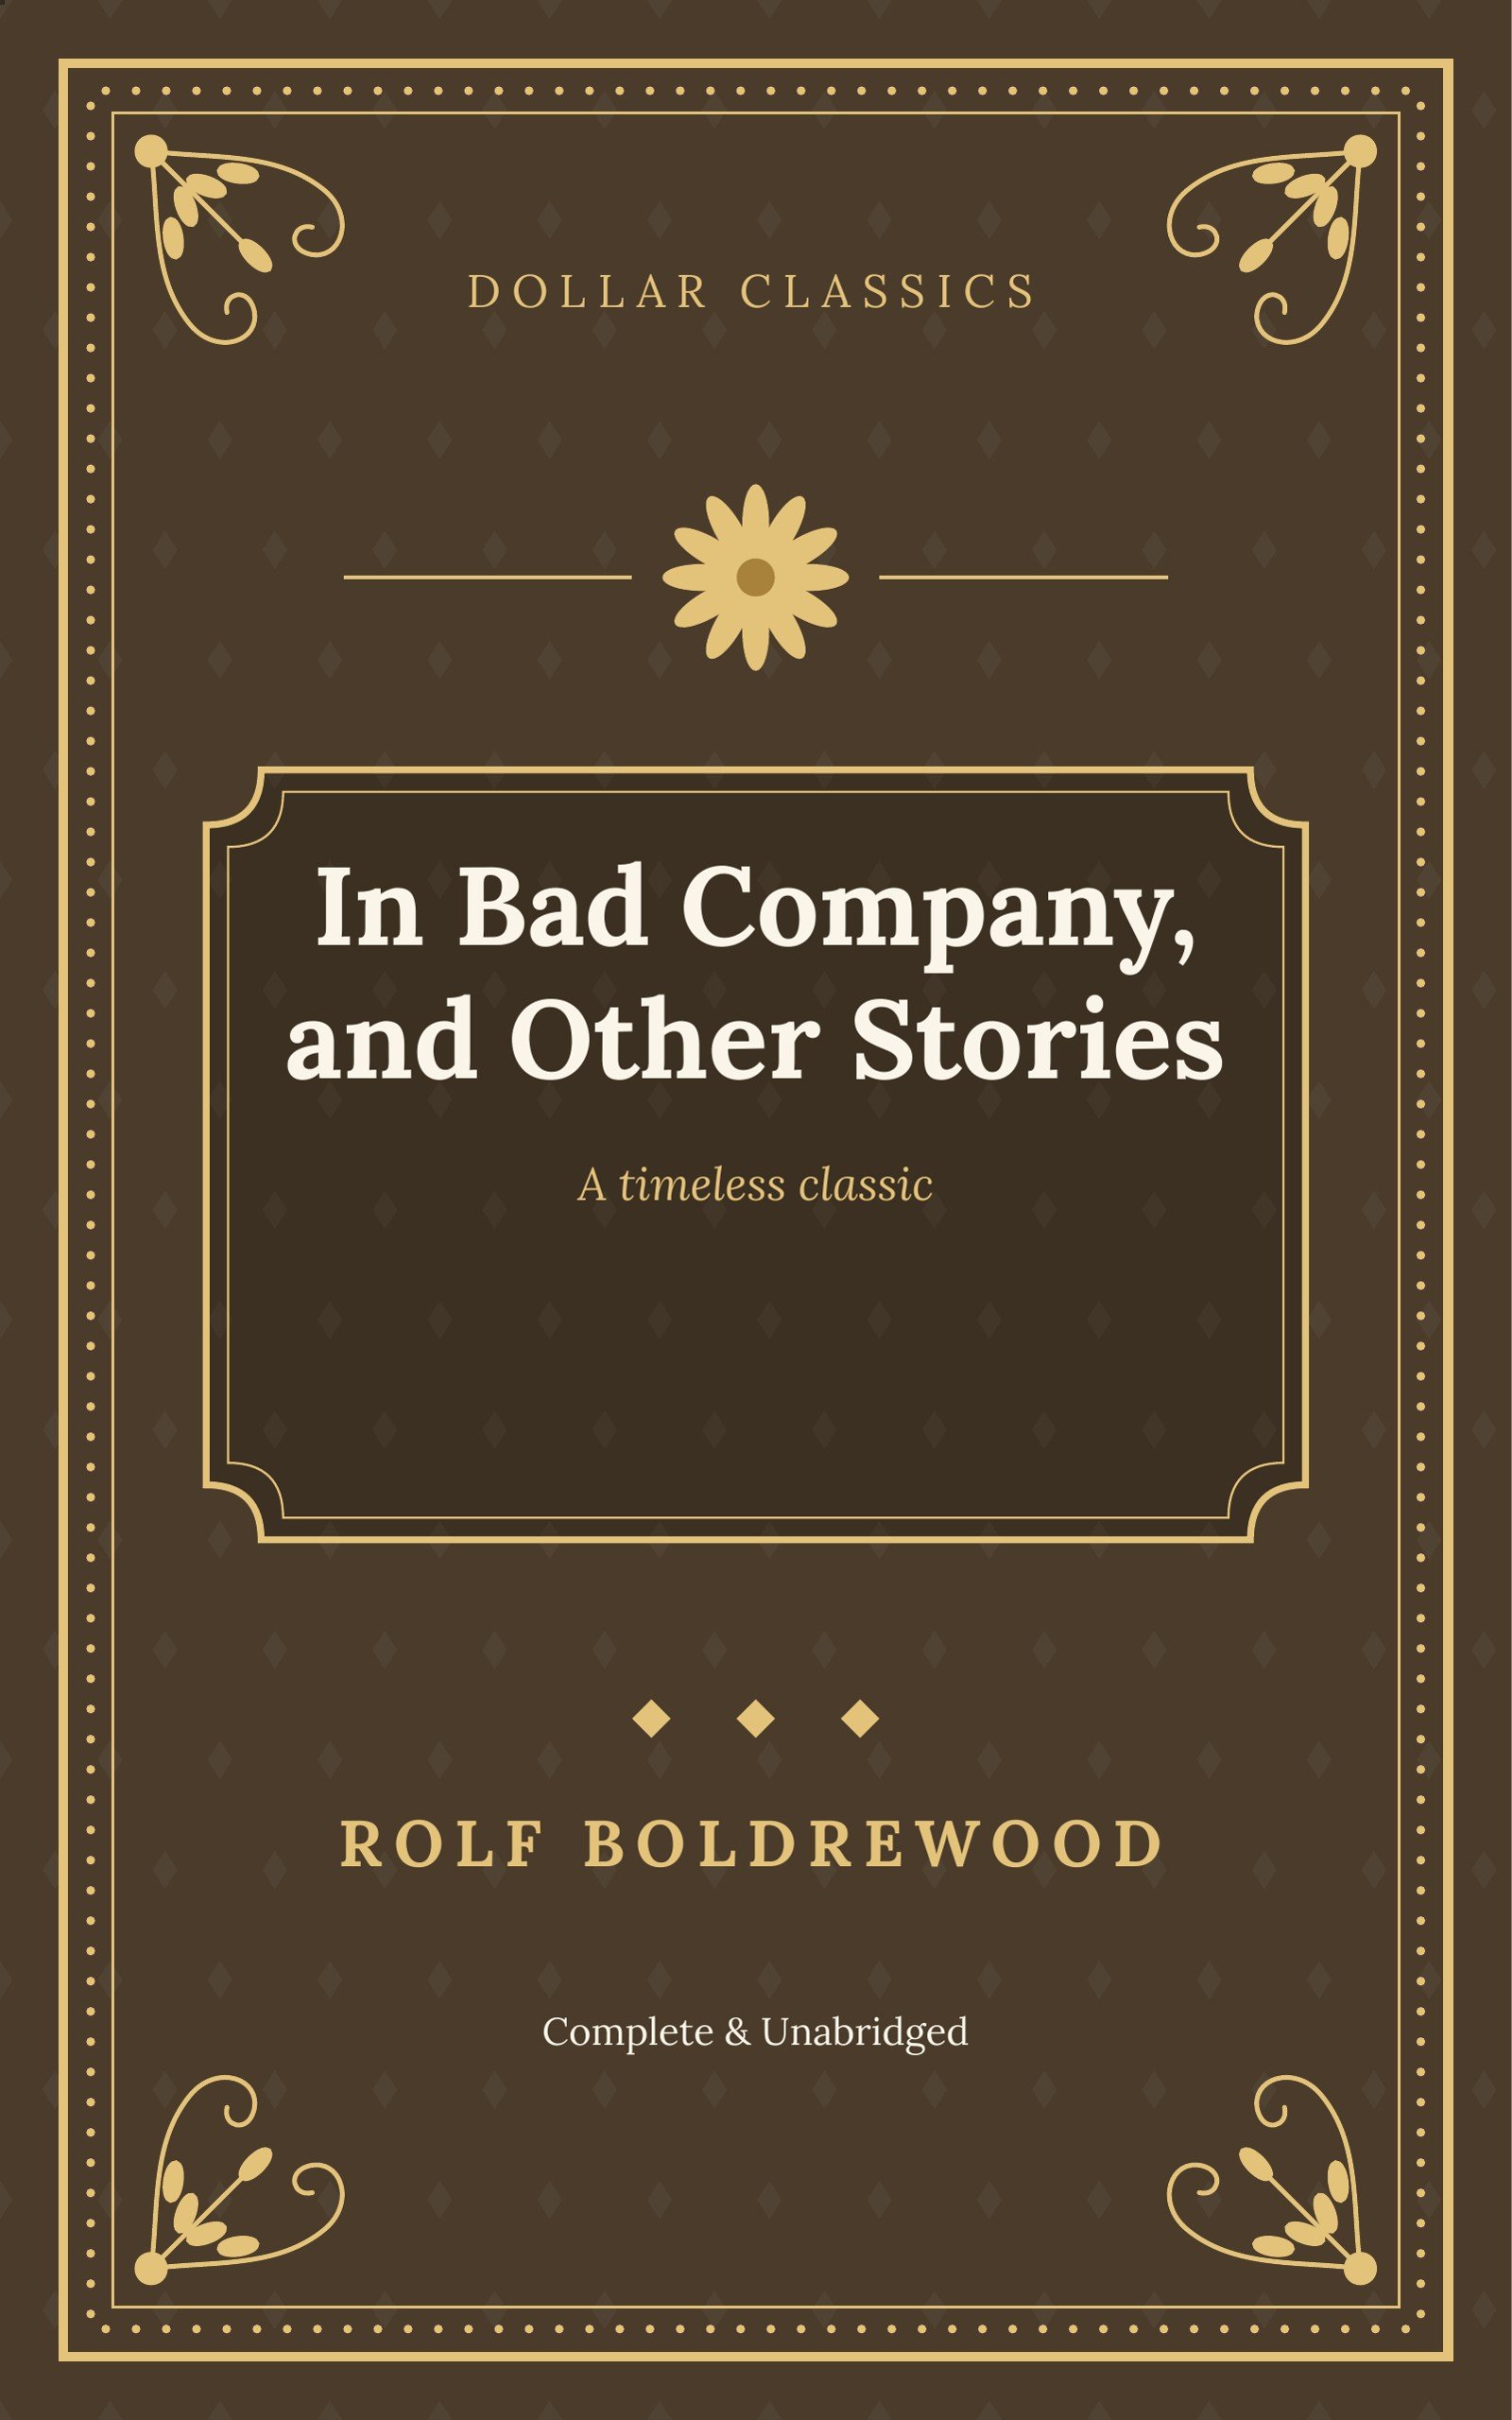 DOLLAR CLASSICS
In Bad Company,
and Other Stories
A timeless classic
ROLF BOLDREWOOD
Complete & Unabridged